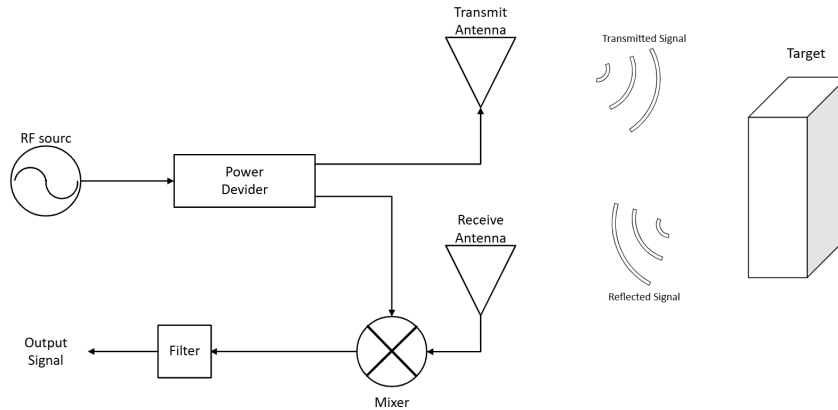 Transmit
Antenna
Transmitted Signal
Target
RF sourc
Power
Devider
Receive
Antenna
Reflected Signal
Output
Signal
Filter
Mixer